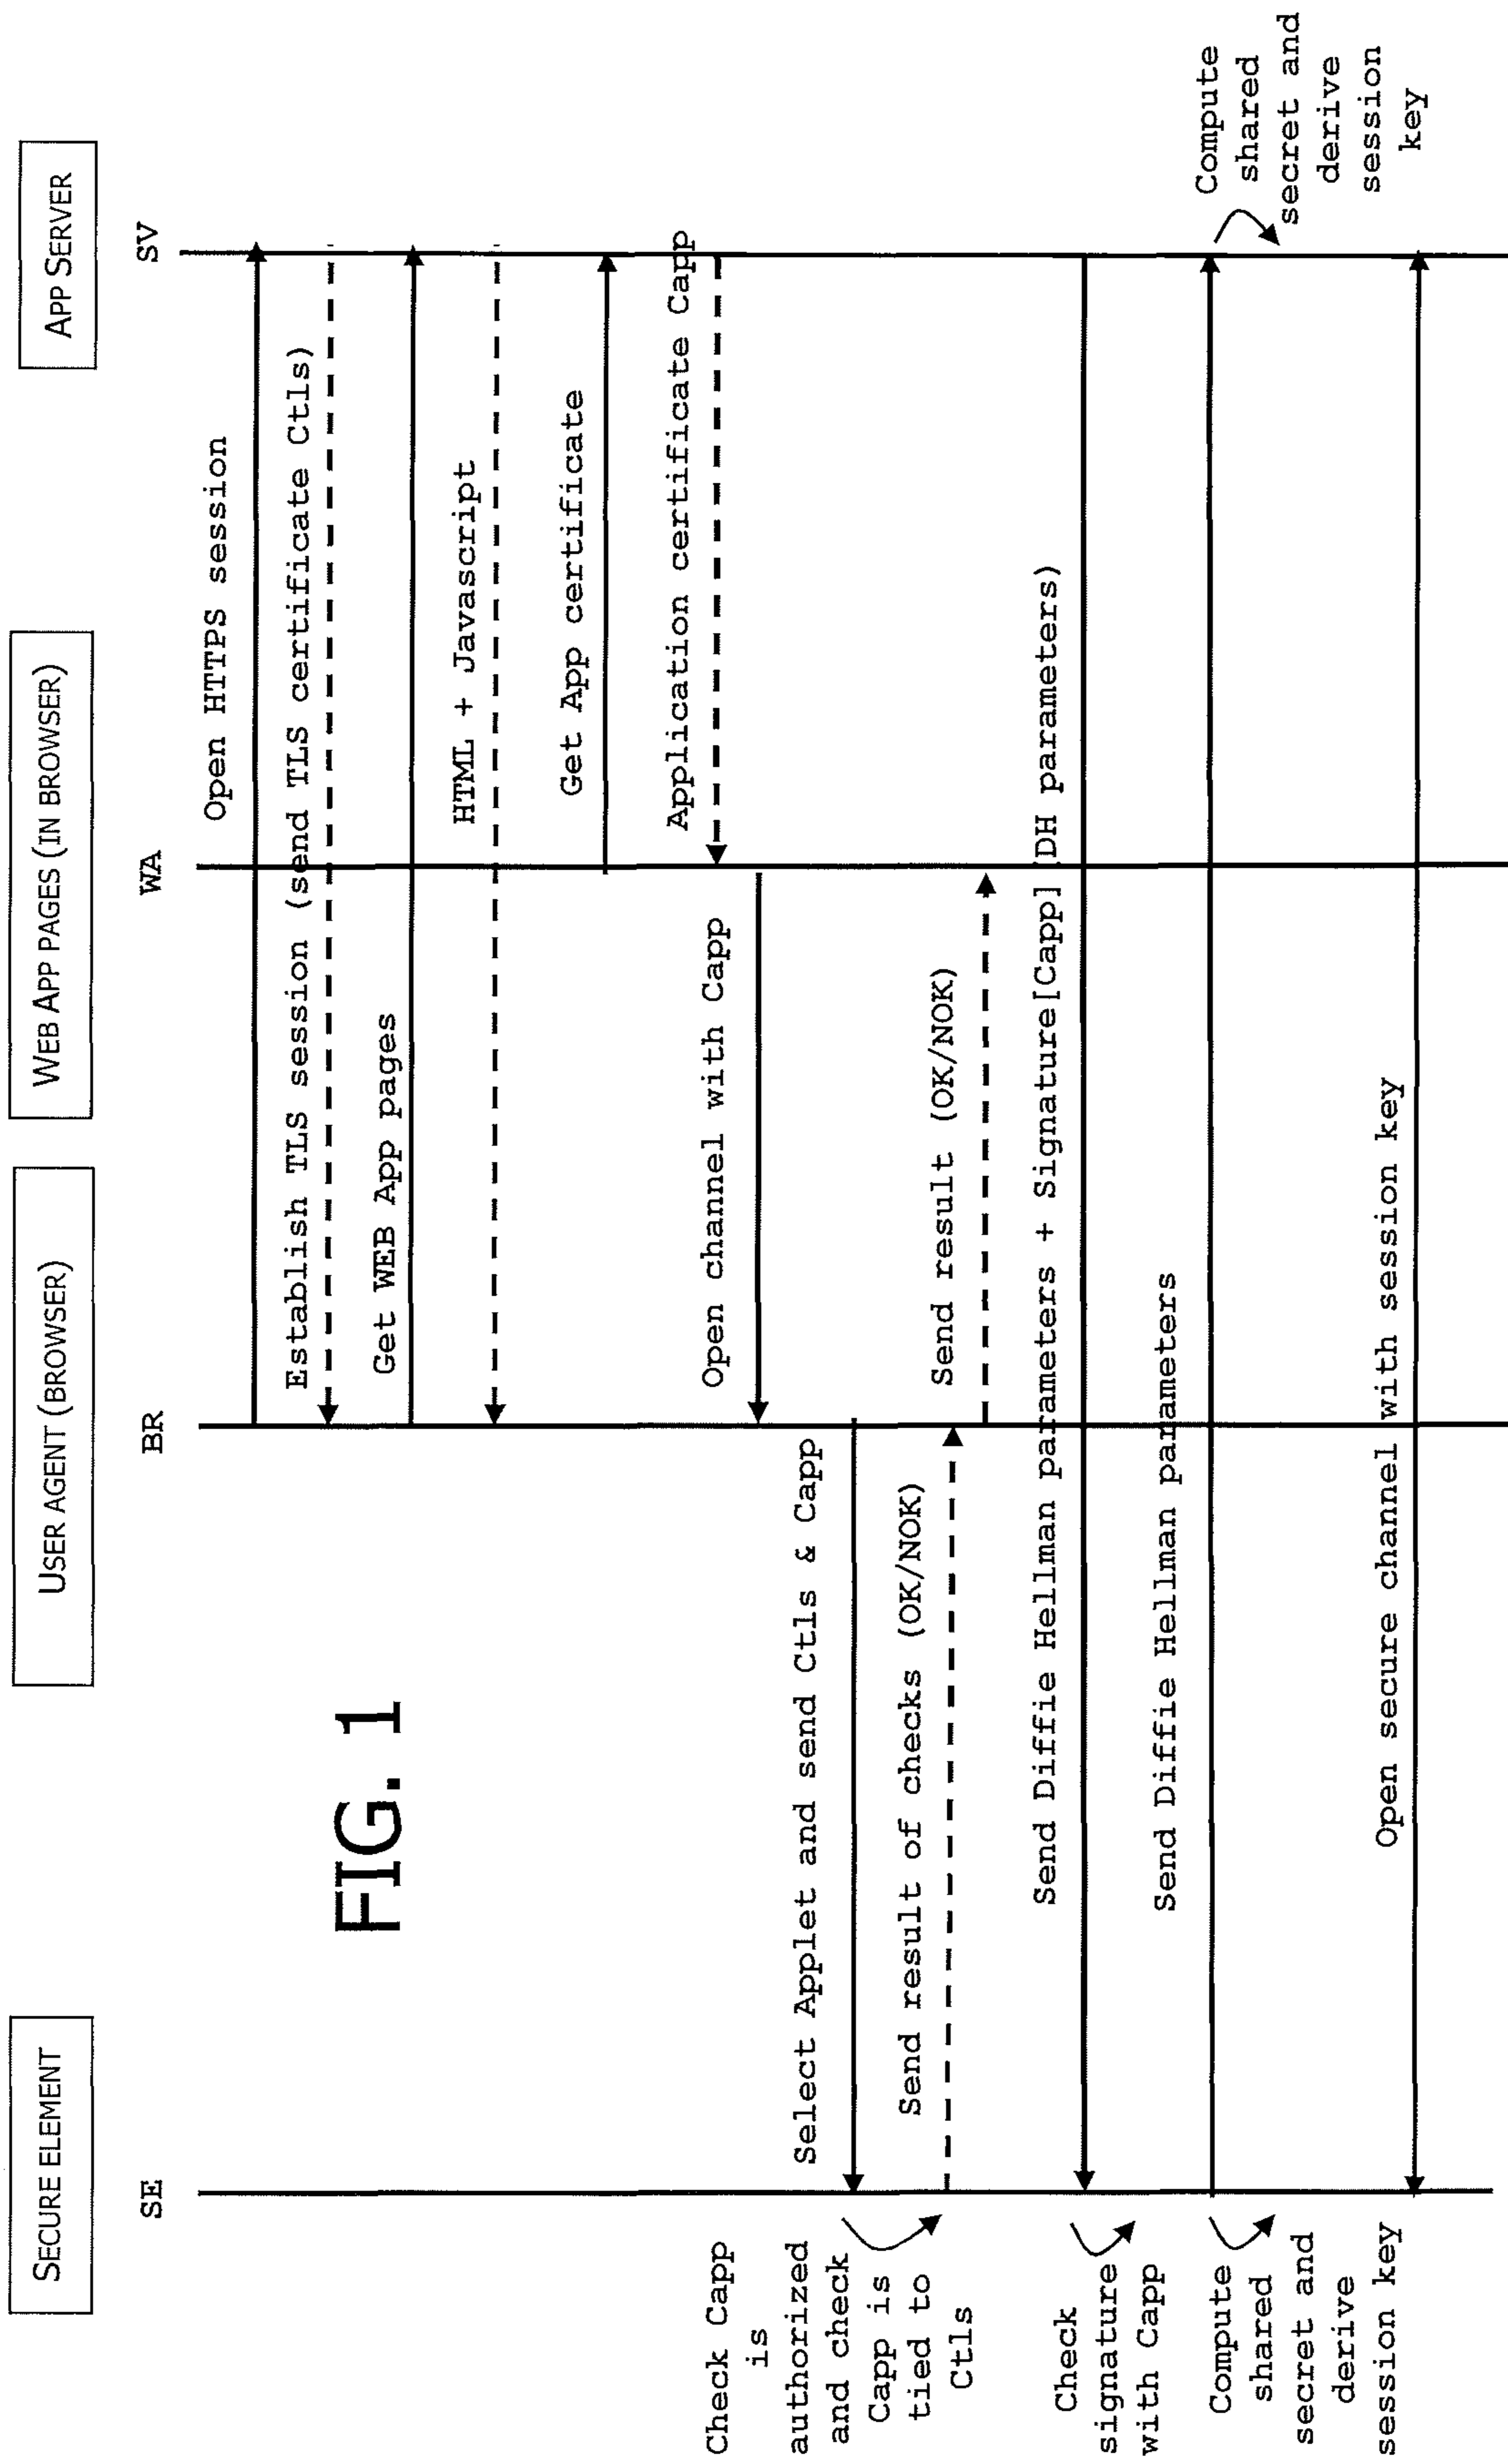 SECURE ELEMENT
USER AGENT (BROWSER)
WEB APP PAGES (IN BROWSER)
APP SERVER
SE
BR
WA
SV
Open HTTPS session
Establish TLS session (send TLS certificate Ctls)
FIG. 1
Get WEB App pages
HTML + Javascript
Get App certificate
Application certificate Capp
Open channel with Capp
Select Applet and send Ctls & Capp
Check Capp
is
authorized
and check
Capp is
tied to
Ctls
Send result of checks (OK/NOK)
Send result (OK/NOK)
Send Diffie Hellman parameters + Signature[Capp](DH parameters)
Check
signature
with Capp
Send Diffie Hellman parameters
Compute
shared
secret and
derive
session key
Compute
shared
secret and
derive
session
key
Open secure channel with session key